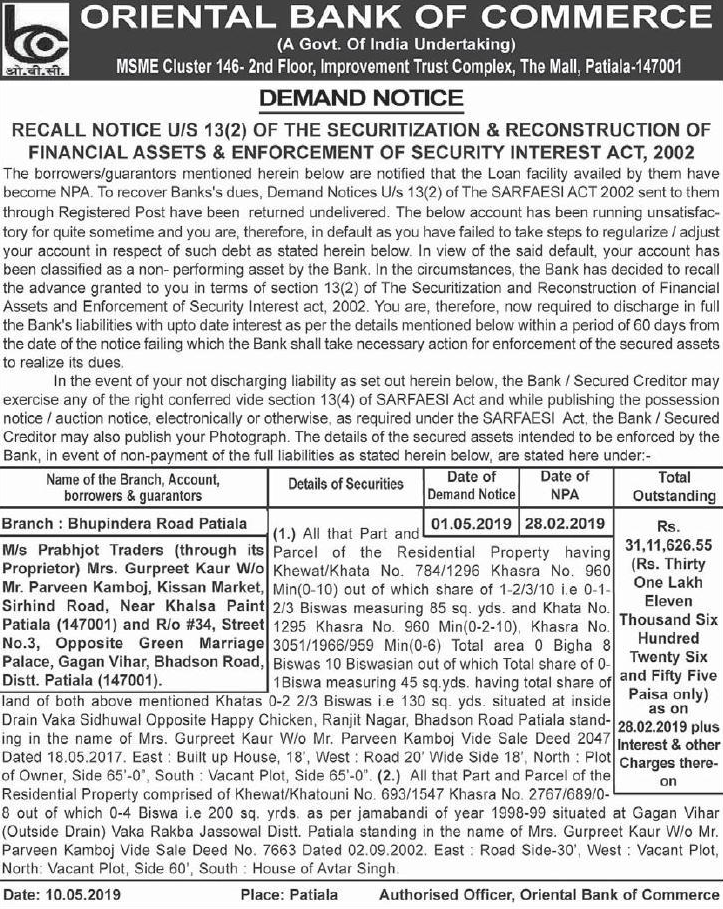 ओ.बी.सी.
ORIENTAL BANK OF COMMERCE
(A Govt. Of India Undertaking)
MSME Cluster 146- 2nd Floor, Improvement Trust Complex, The Mall, Patiala-147001
DEMAND NOTICE
RECALL NOTICE U/S 13(2) OF THE SECURITIZATION & RECONSTRUCTION OF
FINANCIAL ASSETS & ENFORCEMENT OF SECURITY INTEREST ACT, 2002
The borrowers/guarantors mentioned herein below are notified that the Loan facility availed by them have
become NPA. To recover Banks's dues, Demand Notices U/s 13(2) of The SARFAESI ACT 2002 sent to them
through Registered Post have been returned undelivered. The below account has been running unsatisfac-
tory for quite sometime and you are, therefore, in default as you have failed to take steps to regularize / adjust
your account in respect of such debt as stated herein below. In view of the said default, your account has
been classified as a non- performing asset by the Bank. In the circumstances, the Bank has decided to recall
the advance granted to you in terms of section 13(2) of The Securitization and Reconstruction of Financial
Assets and Enforcement of Security Interest act, 2002. You are, therefore, now required to discharge in full
the Bank's liabilities with upto date interest as per the details mentioned below within a period of 60 days from
the date of the notice failing which the Bank shall take necessary action for enforcement of the secured assets
to realize its dues.
In the event of your not discharging liability as set out herein below, the Bank / Secured Creditor may
exercise any of the right conferred vide section 13(4) of SARFAESI Act and while publishing the possession
notice / auction notice, electronically or otherwise, as required under the SARFAESI Act, the Bank / Secured
Creditor may also publish your Photograph. The details of the secured assets intended to be enforced by the
Bank, in event of non-payment of the full liabilities as stated herein below, are stated here under:-
Name of the Branch, Account,
borrowers & guarantors
Details of Securities
Date of
Demand Notice
Date of
NPA
Total
Outstanding
Branch : Bhupindera Road Patiala
M/s Prabhjot Traders (through its
Proprietor) Mrs. Gurpreet Kaur W/o
Mr. Parveen Kamboj, Kissan Market,
Sirhind Road, Near Khalsa Paint
Patiala (147001) and R/o #34, Street
No.3, Opposite Green Marriage
Palace, Gagan Vihar, Bhadson Road,
Distt. Patiala (147001).
01.05.2019
28.02.2019
(1.) All that Part and
Parcel of the Residential Property having
Khewat/Khata No. 784/1296 Khasra No. 960
Min(0-10) out of which share of 1-2/3/10 i.e 0-1-
2/3 Biswas measuring 85 sq. yds. and Khata No.
1295 Khasra No. 960 Min(0-2-10), Khasra No.
3051/1966/959 Min(0-6) Total area 0 Bigha 8
Biswas 10 Biswasian out of which Total share of 0-
1Biswa measuring 45 sq.yds. having total share of
land of both above mentioned Khatas 0-2 2/3 Biswas i.e 130 sq. yds. situated at inside
Drain Vaka Sidhuwal Opposite Happy Chicken, Ranjit Nagar, Bhadson Road Patiala stand-
ing in the name of Mrs. Gurpreet Kaur W/o Mr. Parveen Kamboj Vide Sale Deed 2047
Dated 18.05.2017. East : Built up House, 18', West : Road 20' Wide Side 18', North : Plot
of Owner, Side 65'-0", South : Vacant Plot, Side 65'-0". (2.) All that Part and Parcel of the
Residential Property comprised of Khewat/Khatouni No. 693/1547 Khasra No. 2767/689/0-
8 out of which 0-4 Biswa i.e 200 sq. yrds. as per jamabandi of year 1998-99 situated at Gagan Vihar
(Outside Drain) Vaka Rakba Jassowal Distt. Patiala standing in the name of Mrs. Gurpreet Kaur W/o Mr.
Parveen Kamboj Vide Sale Deed No. 7663 Dated 02.09.2002. East : Road Side-30', West : Vacant Plot,
North: Vacant Plot, Side 60', South : House of Avtar Singh.
Rs.
31,11,626.55
(Rs. Thirty
One Lakh
Eleven
Thousand Six
Hundred
Twenty Six
and Fifty Five
Paisa only)
as on
28.02.2019 plus
Interest & other
Charges there-
on
Date: 10.05.2019 Place: Patiala Authorised Officer, Oriental Bank of Commerce